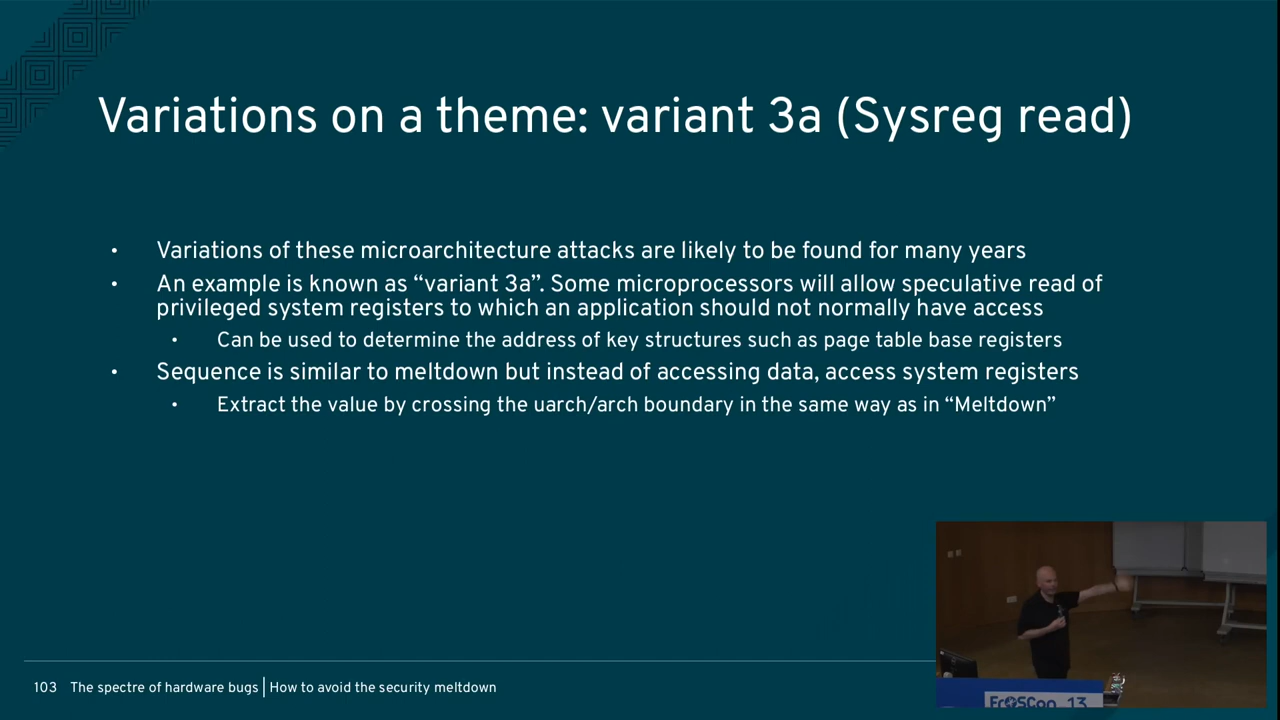 Variations on a theme: variant 3a (Sysreg read)
• Variations of these microarchitecture attacks are likely to be found for many years
• An example is known as “variant 3a”. Some microprocessors will allow speculative read of
privileged system registers to which an application should not normally have access
• Can be used to determine the address of key structures such as page table base registers
• Sequence is similar to meltdown but instead of accessing data, access system registers
• Extract the value by crossing the uarch/arch boundary in the same way as in “Meltdown”
103 The spectre of hardware bugs | How to avoid the security meltdown
FrOSCon 13